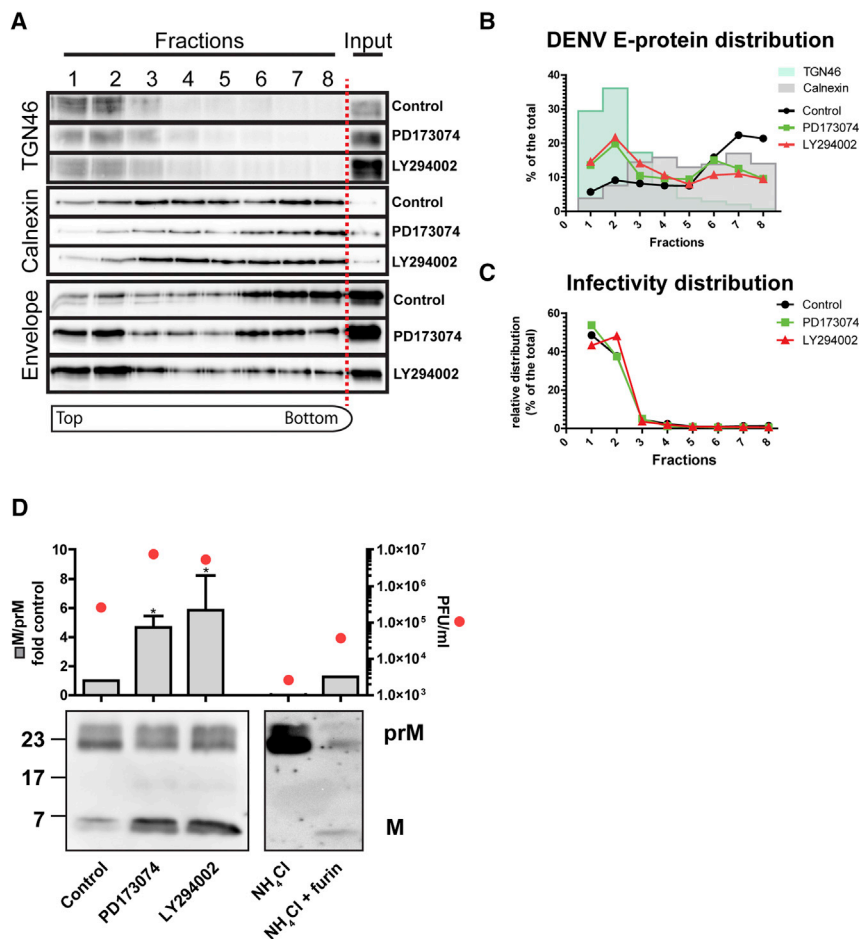 A
Fractions Input
1 2 3 4 5 6 7 8
TGN46
Control
PD173074
LY294002
Calnexin
Control
PD173074
LY294002
Envelope
Control
PD173074
LY294002
Top Bottom
B
DENV E-protein distribution
% of the total
40
30
20
10
0
0 1 2 3 4 5 6 7 8
Fractions
TGN46
Calnexin
Control
PD173074
LY294002
C
Infectivity distribution
relative distribution
(% of the total)
60
40
20
0
0 1 2 3 4 5 6 7 8
Fractions
Control
PD173074
LY294002
D
M/prM
fold control
10
8
6
4
2
0
* *
1.0×10⁷
1.0×10⁶
1.0×10⁵
1.0×10⁴
1.0×10³
PFU/ml
23
17
7
prM
M
Control
PD173074
LY294002
NH₄Cl
NH₄Cl + furin